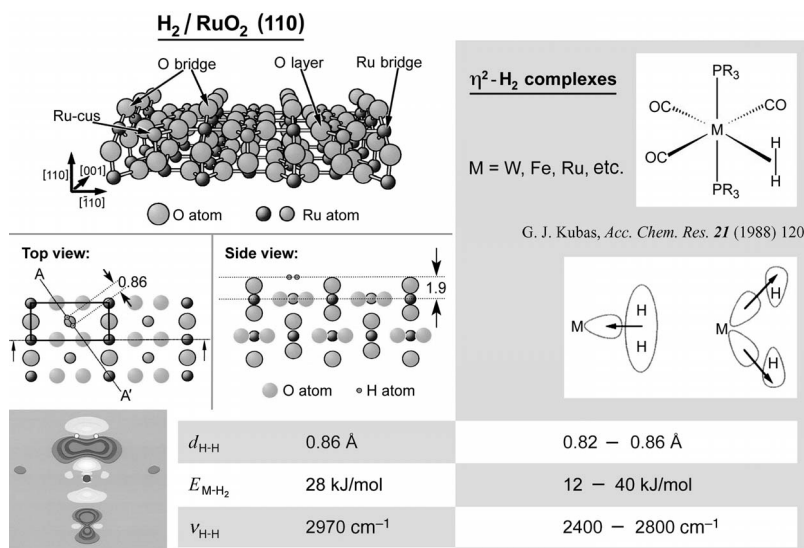 H₂ / RuO₂ (110)
O bridge
O layer
Ru bridge
Ru-cus
[110]
[001]
[1̄10]
O atom
Ru atom
η²-H₂ complexes
M = W, Fe, Ru, etc.
PR₃
OC
CO
M
OC
H
H
PR₃
G. J. Kubas, Acc. Chem. Res. 21 (1988) 120
Top view:
A
0.86
A'
Side view:
1.9
O atom
H atom
M
H
H
M
H
H
d H-H 0.86 Å 0.82 – 0.86 Å
E M-H₂ 28 kJ/mol 12 – 40 kJ/mol
ν H-H 2970 cm⁻¹ 2400 – 2800 cm⁻¹